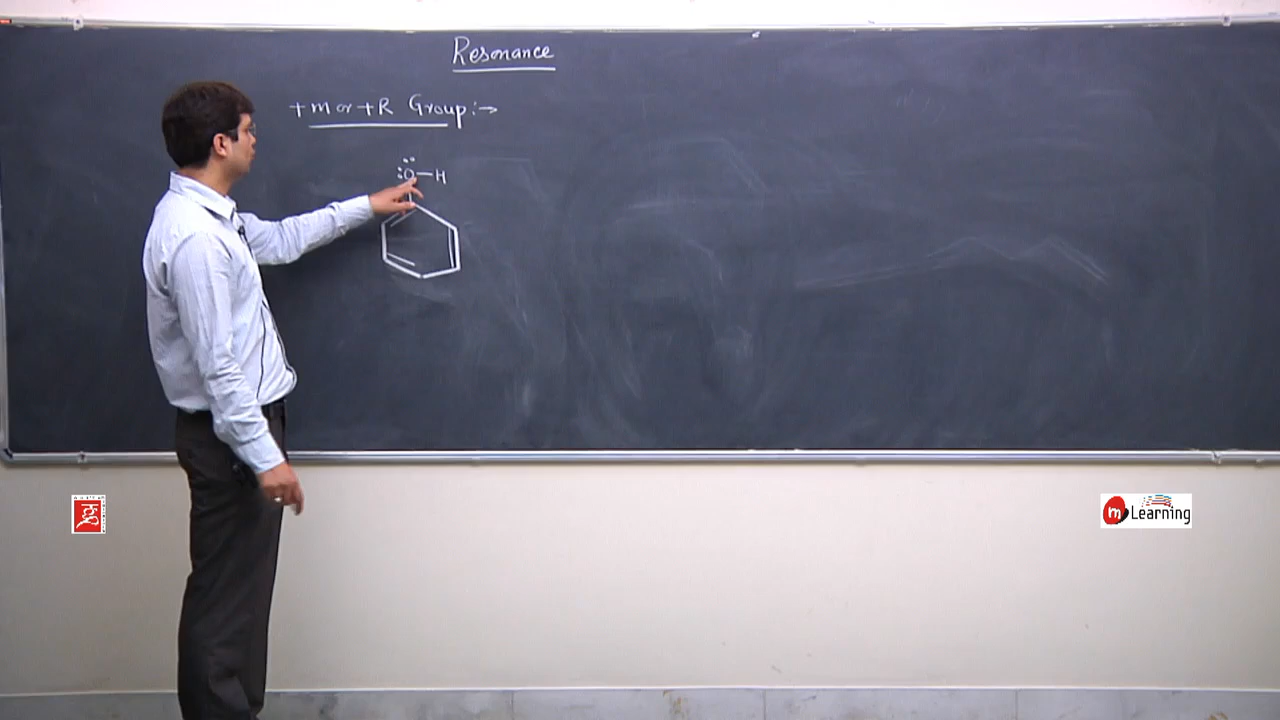 Resonance
+m or +R Group:→
:Ö—H
m Learning